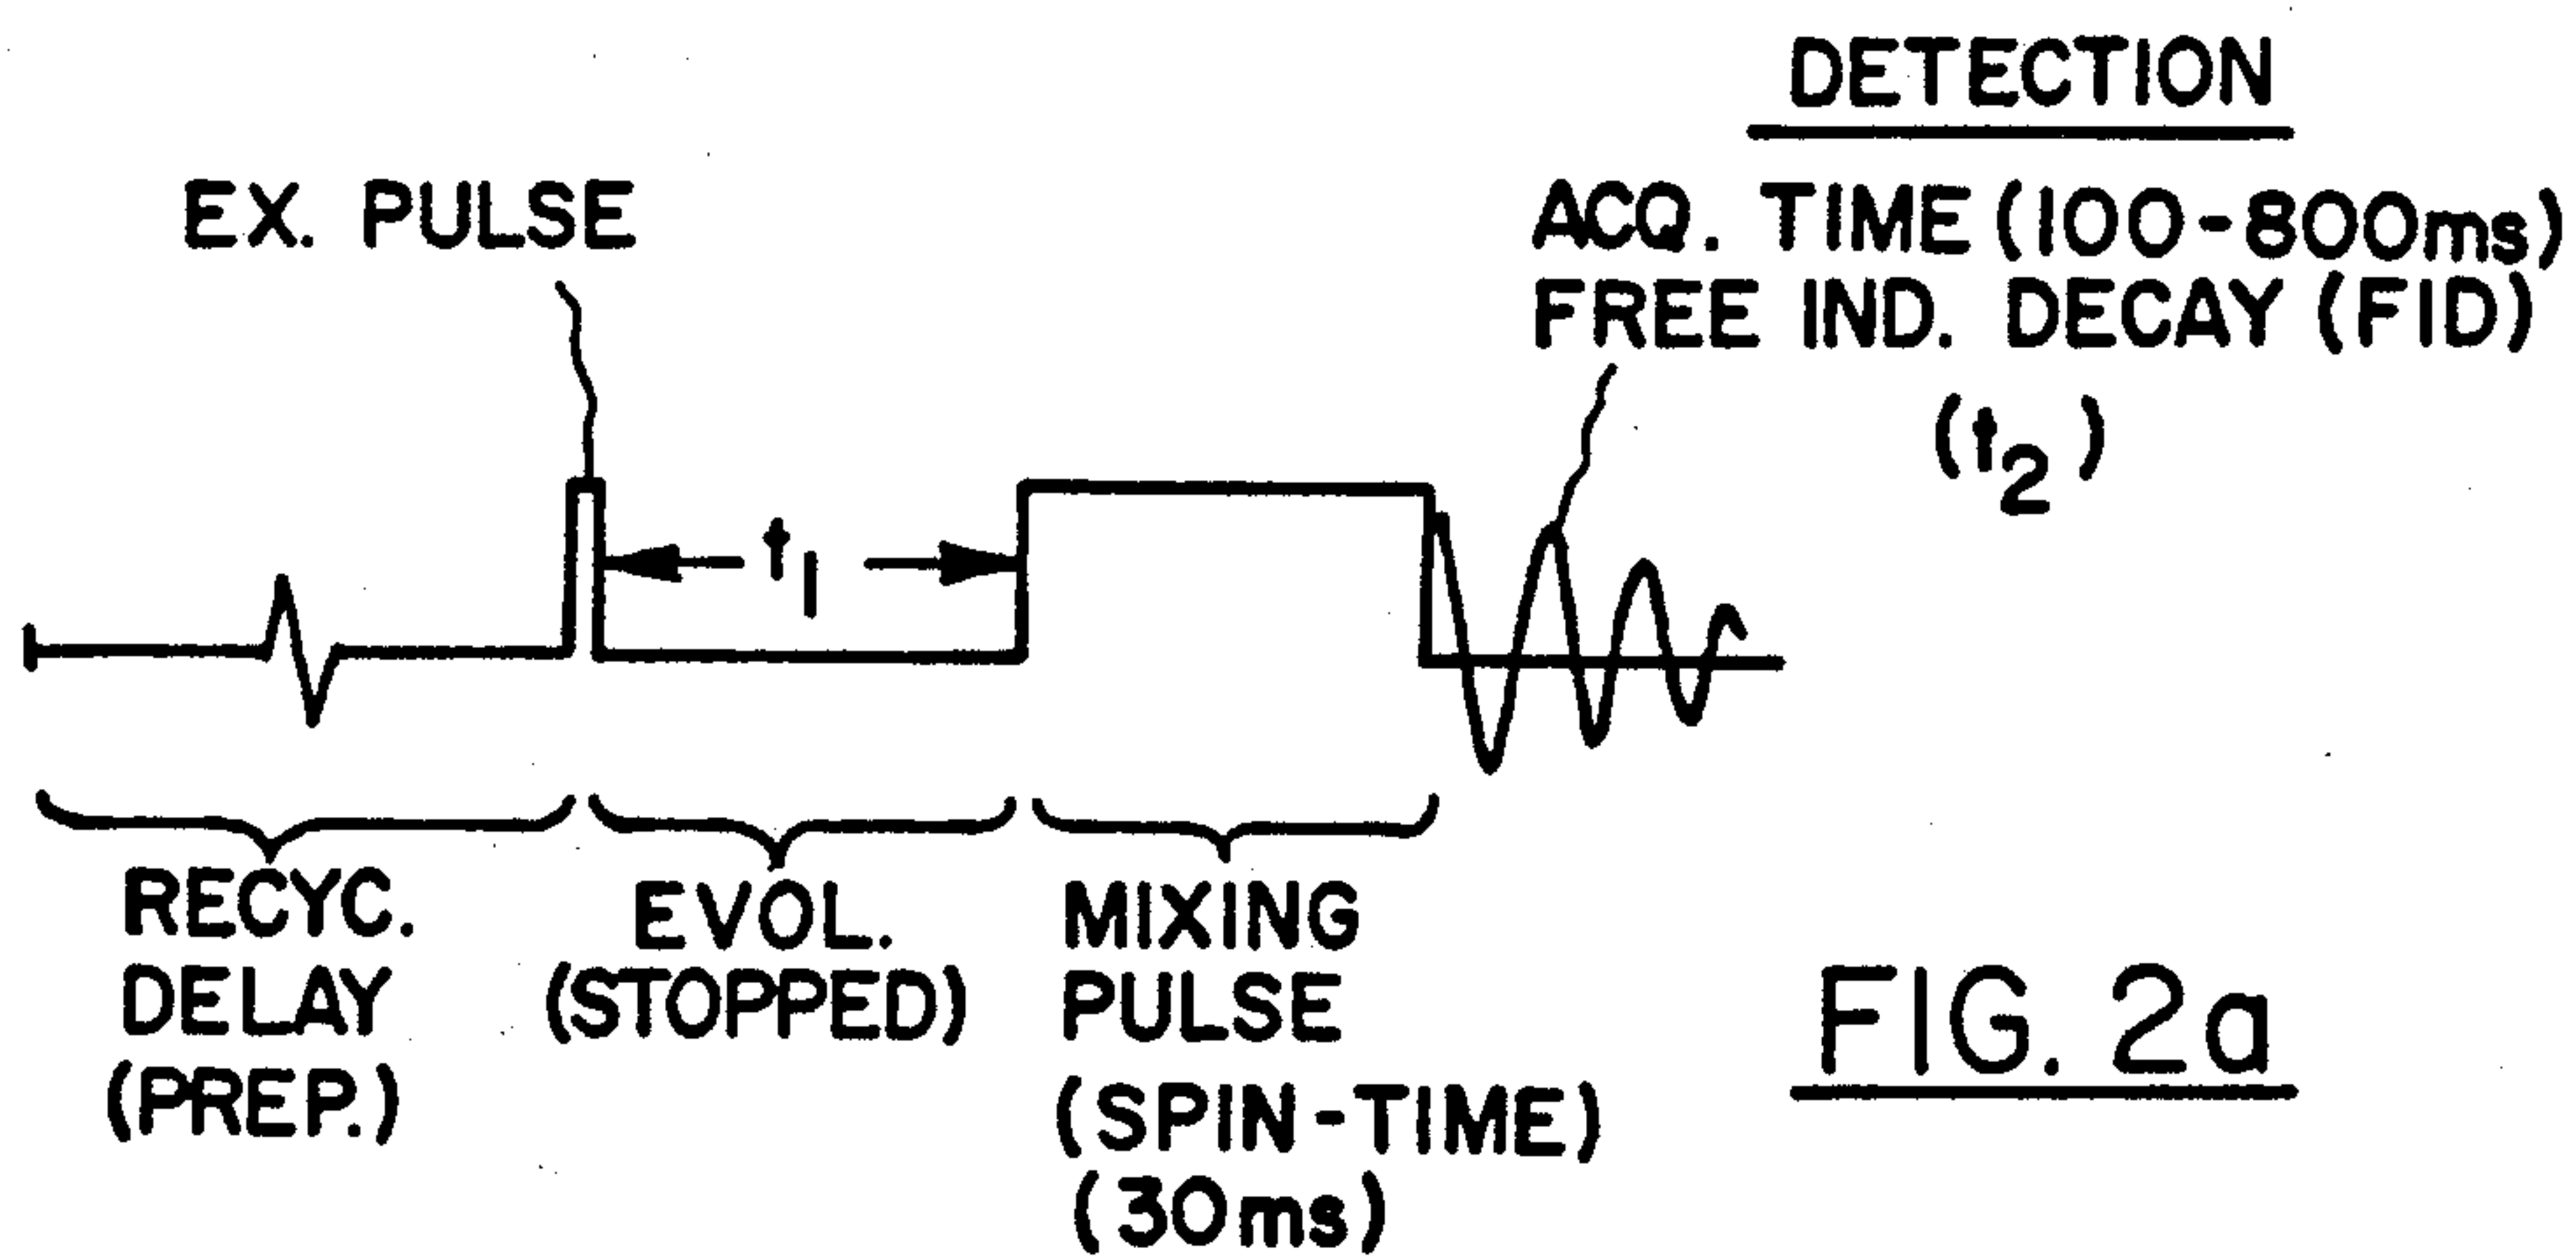 DETECTION
EX. PULSE
ACQ. TIME (100-800ms)
FREE IND. DECAY (FID)
(t2)
t1
RECYC.
DELAY
(PREP.)
EVOL.
(STOPPED)
MIXING
PULSE
(SPIN-TIME)
(30ms)
FIG. 2a